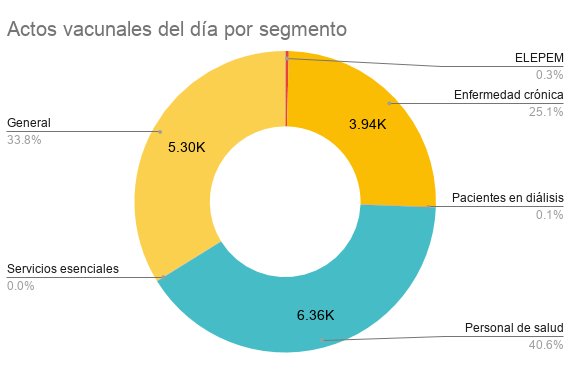 Actos vacunales del día por segmento
ELEPEM
0.3%
Enfermedad crónica
25.1%
3.94K
General
33.8%
5.30K
Pacientes en diálisis
0.1%
Servicios esenciales
0.0%
6.36K
Personal de salud
40.6%